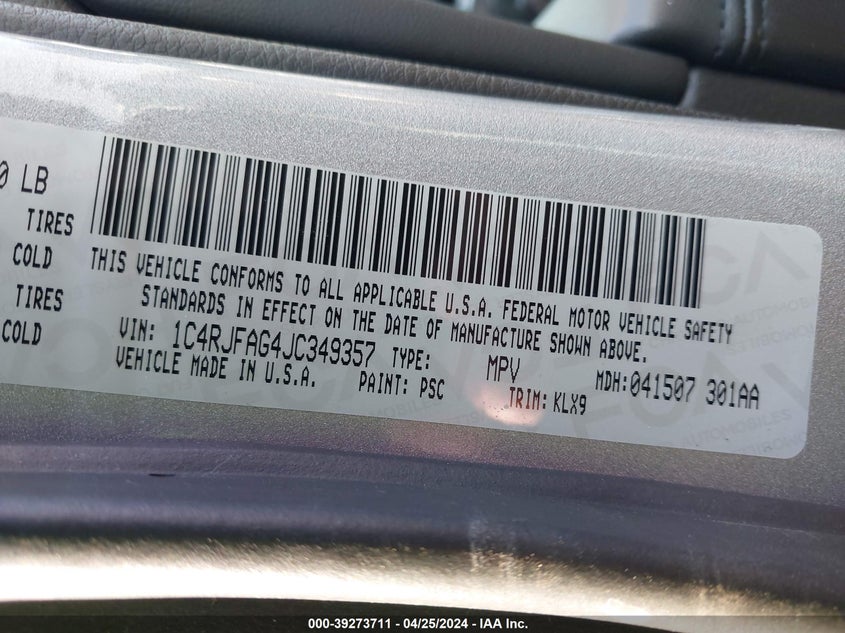 0 LB
TIRES
COLD
TIRES
COLD
THIS VEHICLE CONFORMS TO ALL APPLICABLE U.S.A. FEDERAL MOTOR VEHICLE SAFETY
STANDARDS IN EFFECT ON THE DATE OF MANUFACTURE SHOWN ABOVE.
VIN: 1C4RJFAG4JC349357 TYPE: MPV MDH:041507 301AA
VEHICLE MADE IN U.S.A. PAINT: PSC TRIM: KLX9
000-39273711 - 04/25/2024 - IAA Inc.